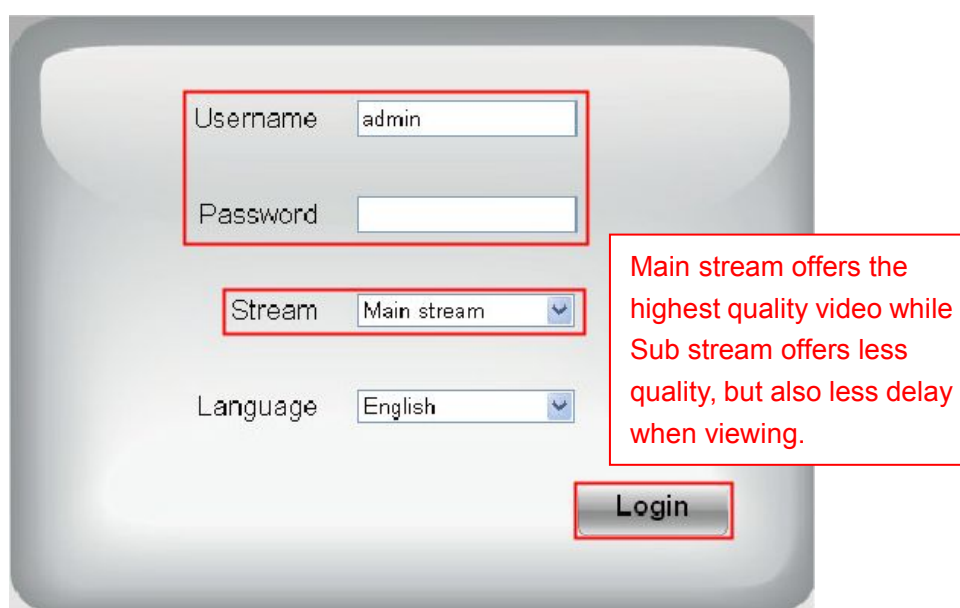 Username admin
Password
Stream Main stream
Language English
Login
Main stream offers the
highest quality video while
Sub stream offers less
quality, but also less delay
when viewing.